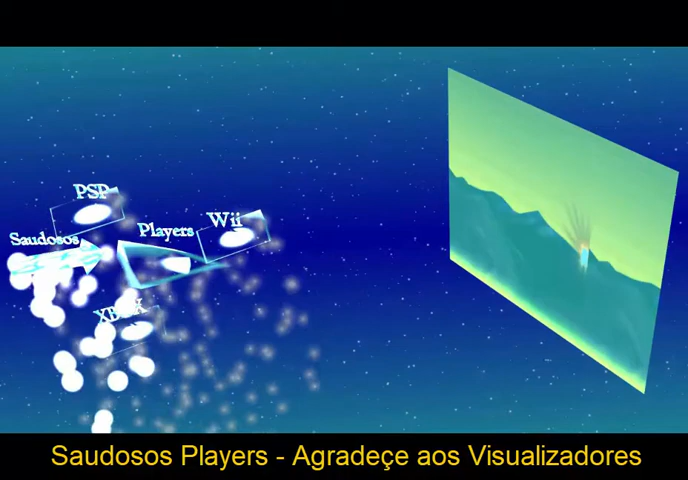 PSP
Wii
Players
Saudosos
XBOX
Saudosos Players - Agradeçe aos Visualizadores